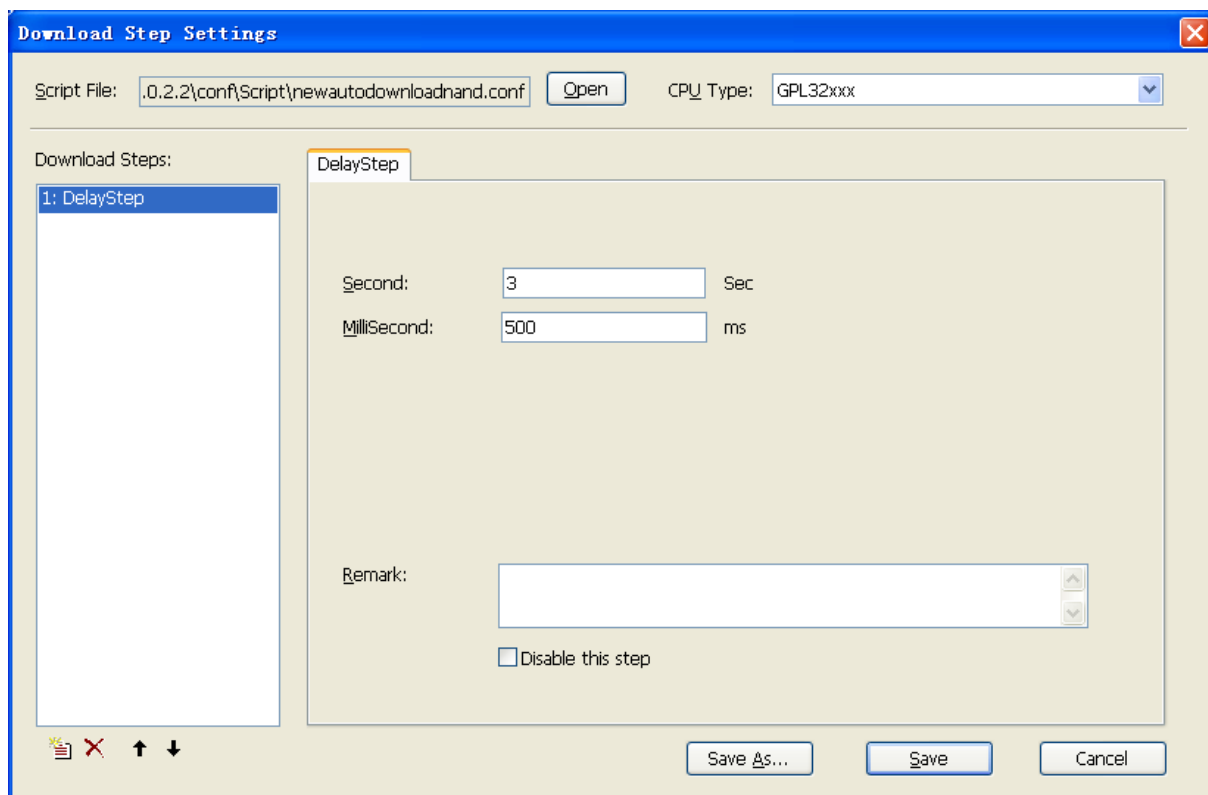 Download Step Settings
Script File: .0.2.2\conf\Script\newautodownloadnand.conf Open CPU Type: GPL32xxx
Download Steps:
1: DelayStep
DelayStep
Second: 3 Sec
MilliSecond: 500 ms
Remark:
Disable this step
Save As... Save Cancel